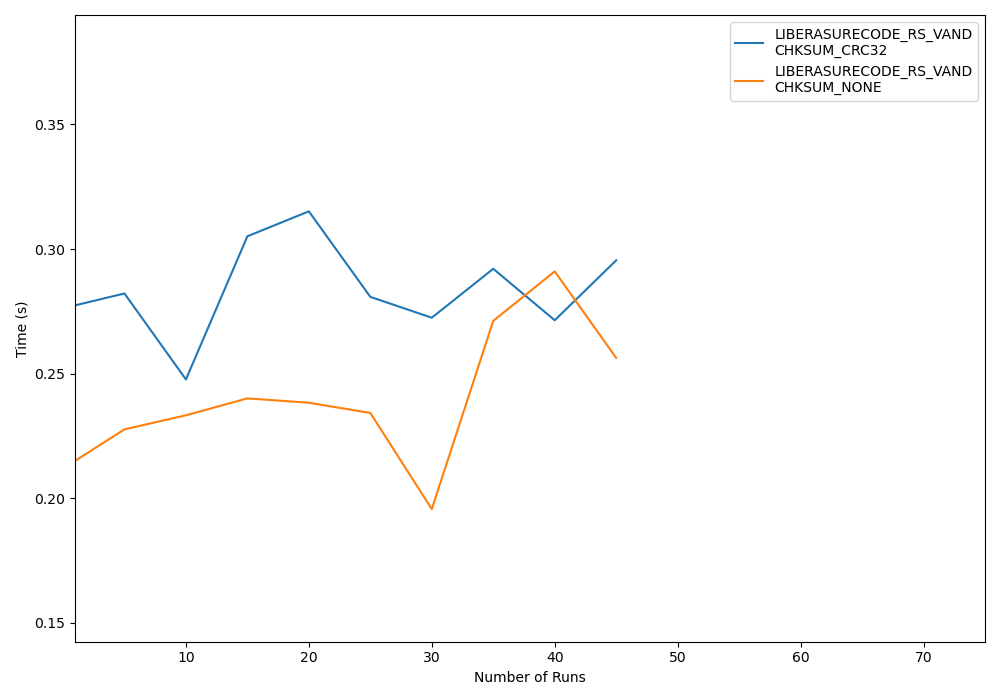 LIBERASURECODE_RS_VAND
CHKSUM_CRC32
LIBERASURECODE_RS_VAND
CHKSUM_NONE
0.35
0.30
0.25
0.20
0.15
Time (s)
10 20 30 40 50 60 70
Number of Runs